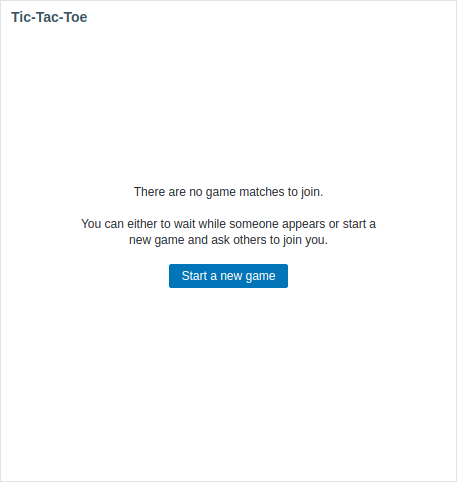 Tic-Tac-Toe
There are no game matches to join.
You can either to wait while someone appears or start a
new game and ask others to join you.
Start a new game